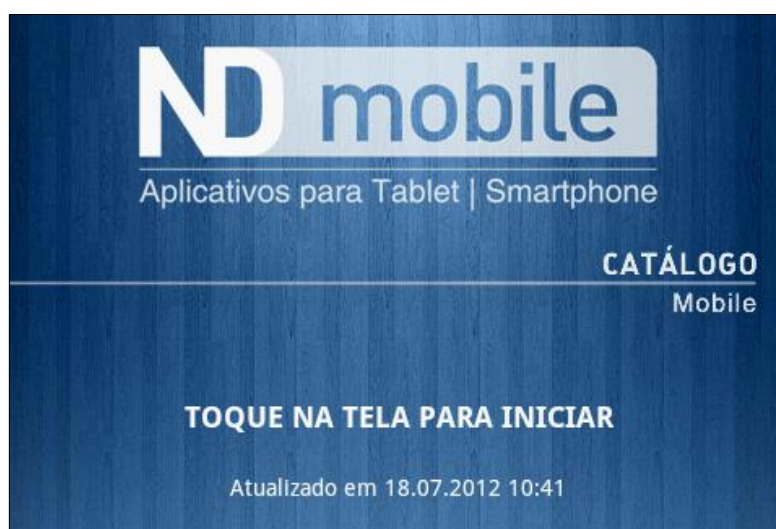 ND mobile
Aplicativos para Tablet | Smartphone
CATÁLOGO
Mobile
TOQUE NA TELA PARA INICIAR
Atualizado em 18.07.2012 10:41